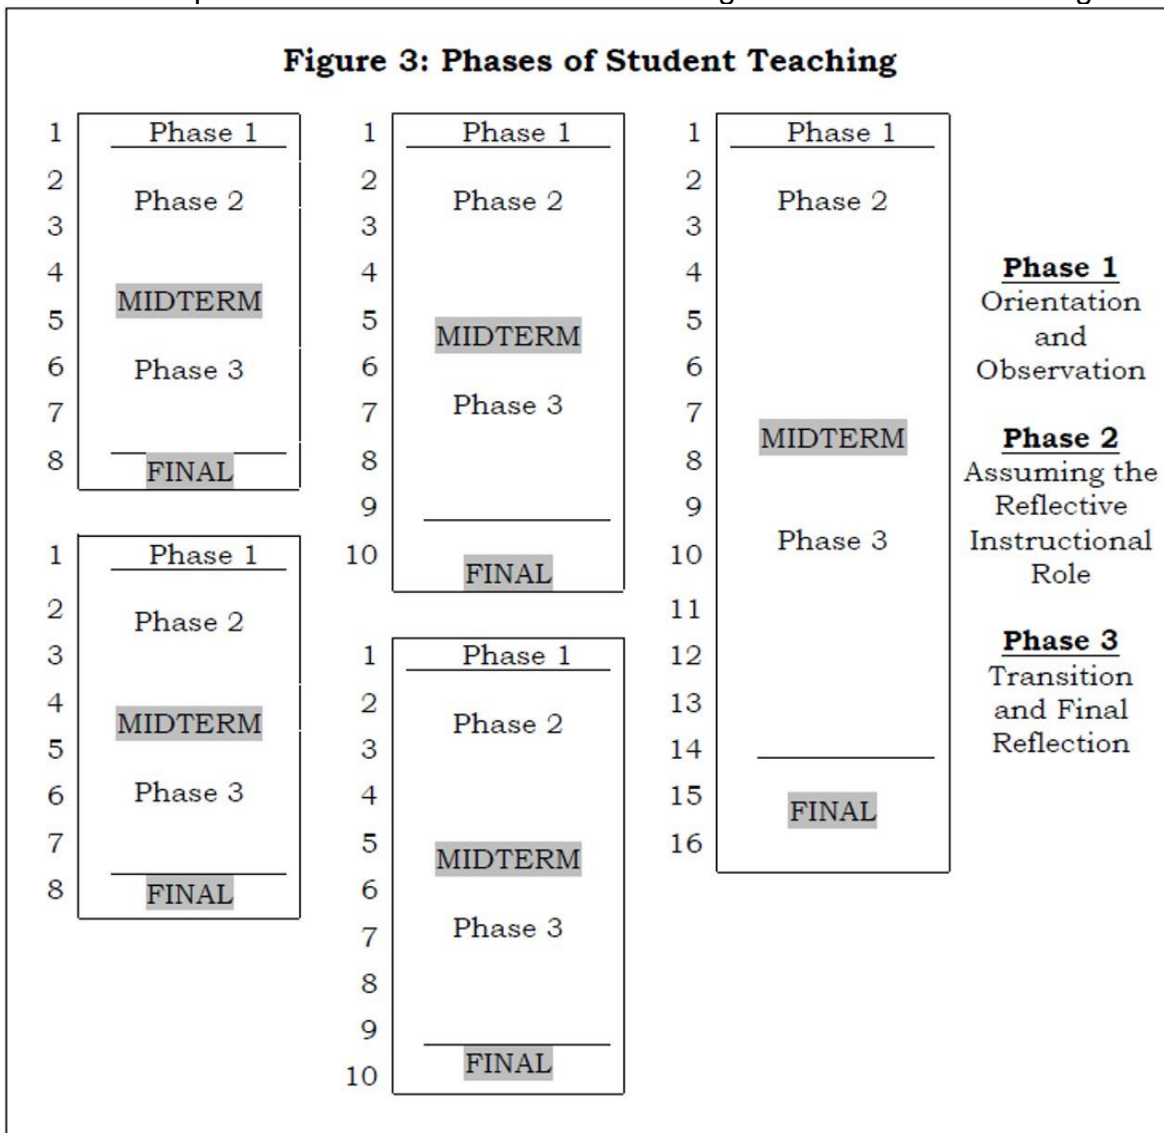 Figure 3: Phases of Student Teaching
1 Phase 1
2
Phase 2
3
4
MIDTERM
5
6 Phase 3
7
8
FINAL
1 Phase 1
2
Phase 2
3
4
MIDTERM
5
6 Phase 3
7
8 FINAL
1 Phase 1
2
Phase 2
3
4
5
MIDTERM
6
7 Phase 3
8
9
10
FINAL
1 Phase 1
2
Phase 2
3
4
5
MIDTERM
6
7 Phase 3
8
9
FINAL
10
1 Phase 1
2
Phase 2
3
4
5
6
7
MIDTERM
8
9
Phase 3
10
11
12
13
14
15
FINAL
16
Phase 1
Orientation
and
Observation
Phase 2
Assuming the
Reflective
Instructional
Role
Phase 3
Transition
and Final
Reflection